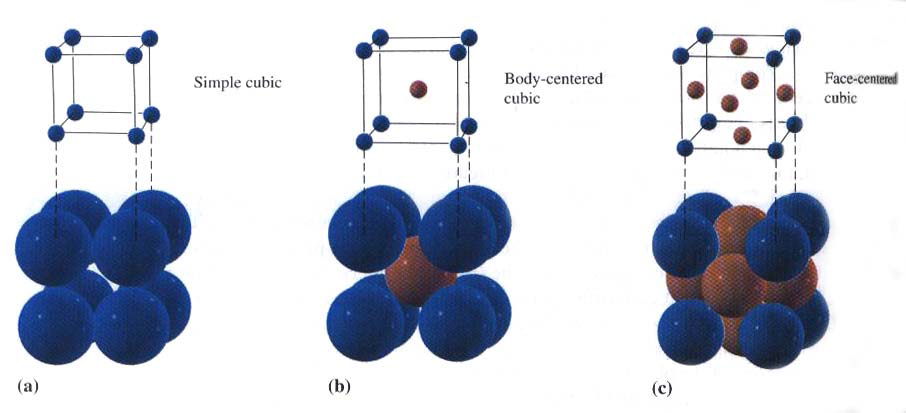 Simple cubic
Body-centered
cubic
Face-centered
cubic
(a)
(b)
(c)